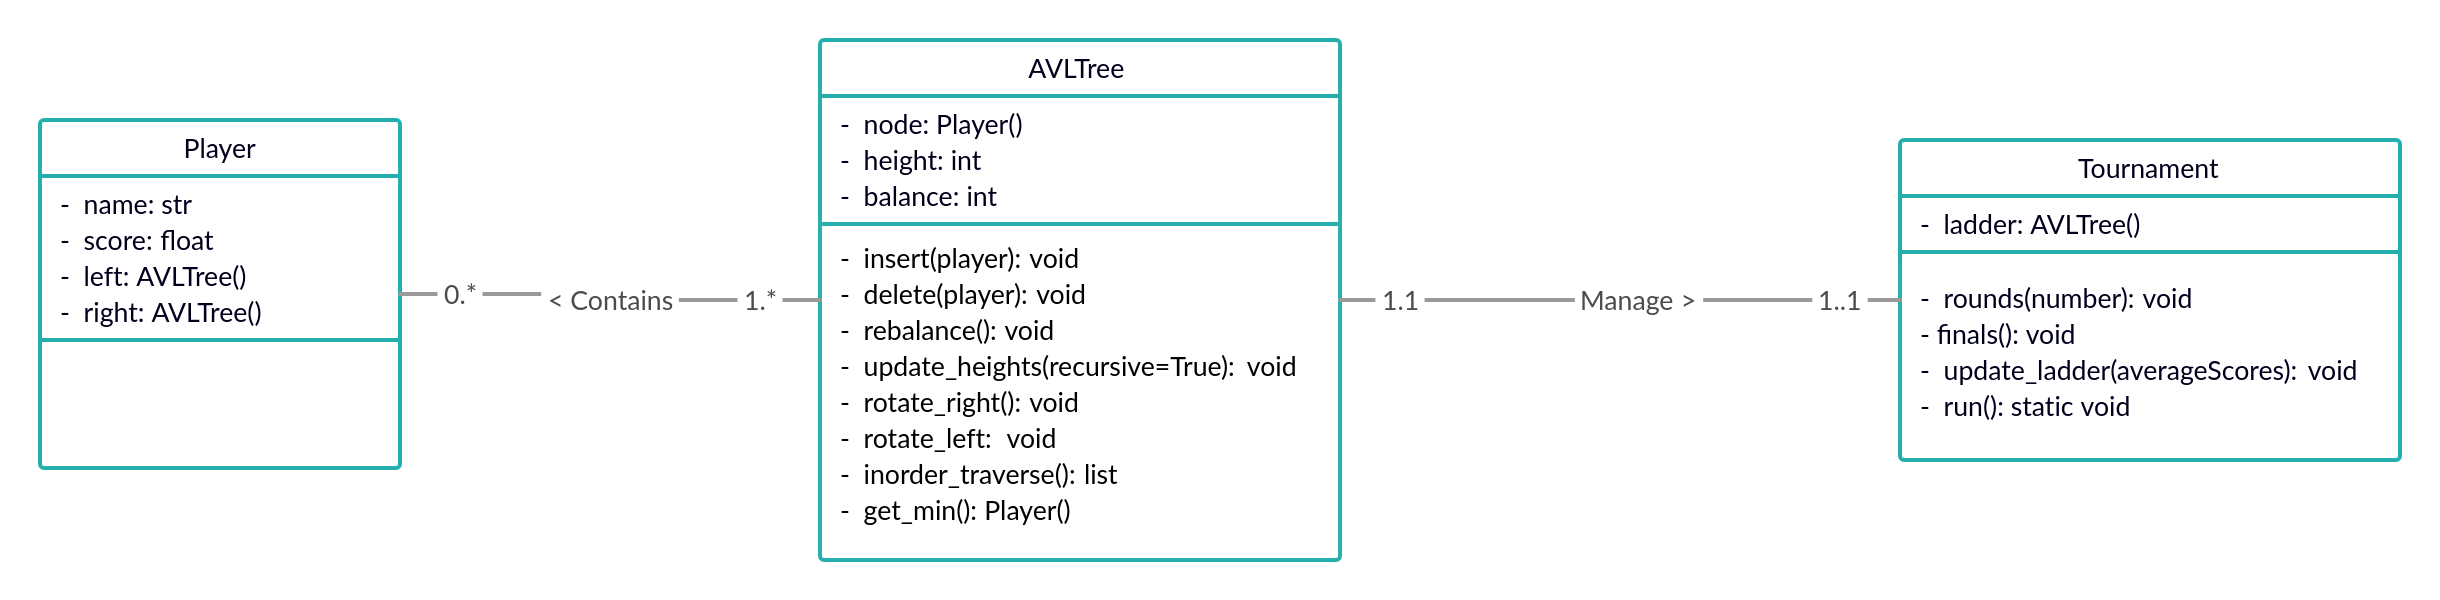 Player
- name: str
- score: float
- left: AVLTree()
- right: AVLTree()
0.*
< Contains
1.*
AVLTree
- node: Player()
- height: int
- balance: int
- insert(player): void
- delete(player): void
- rebalance(): void
- update_heights(recursive=True): void
- rotate_right(): void
- rotate_left: void
- inorder_traverse(): list
- get_min(): Player()
1.1
Manage >
1..1
Tournament
- ladder: AVLTree()
- rounds(number): void
- finals(): void
- update_ladder(averageScores): void
- run(): static void